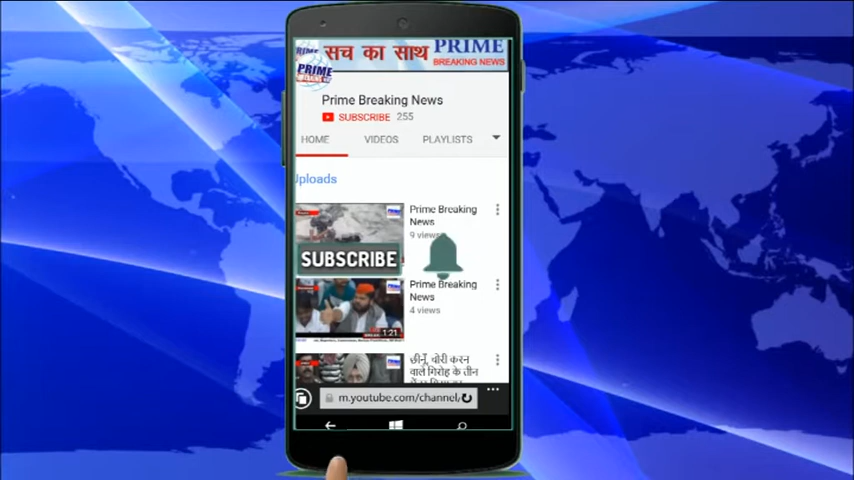 सच का साथ
PRIME
BREAKING NEWS
PRIME
Prime Breaking News
SUBSCRIBE 255
HOME VIDEOS PLAYLISTS
Uploads
Prime Breaking
News
9 views
SUBSCRIBE
Prime Breaking
News
4 views
1:21
वाले गिरोह के तीन
m.youtube.com/channel/